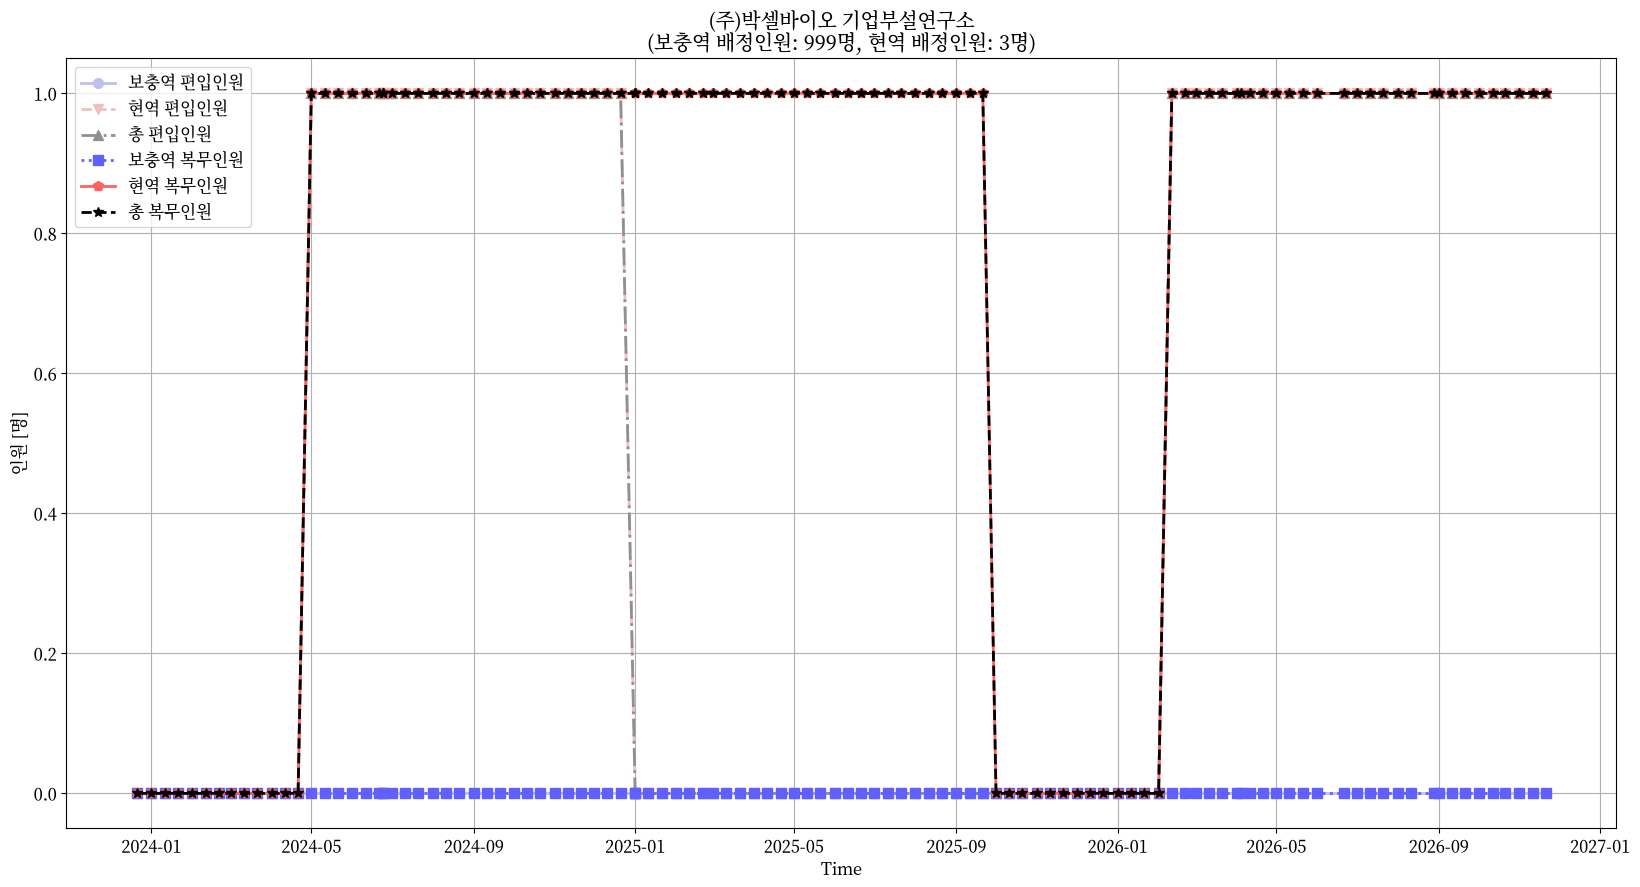 (주)박셀바이오 기업부설연구소
(보충역 배정인원: 999명, 현역 배정인원: 3명)
보충역 편입인원
현역 편입인원
총 편입인원
보충역 복무인원
현역 복무인원
총 복무인원
1.0
0.8
0.6
0.4
0.2
0.0
인원 [명]
2024-01
2024-05
2024-09
2025-01
2025-05
2025-09
2026-01
2026-05
2026-09
2027-01
Time